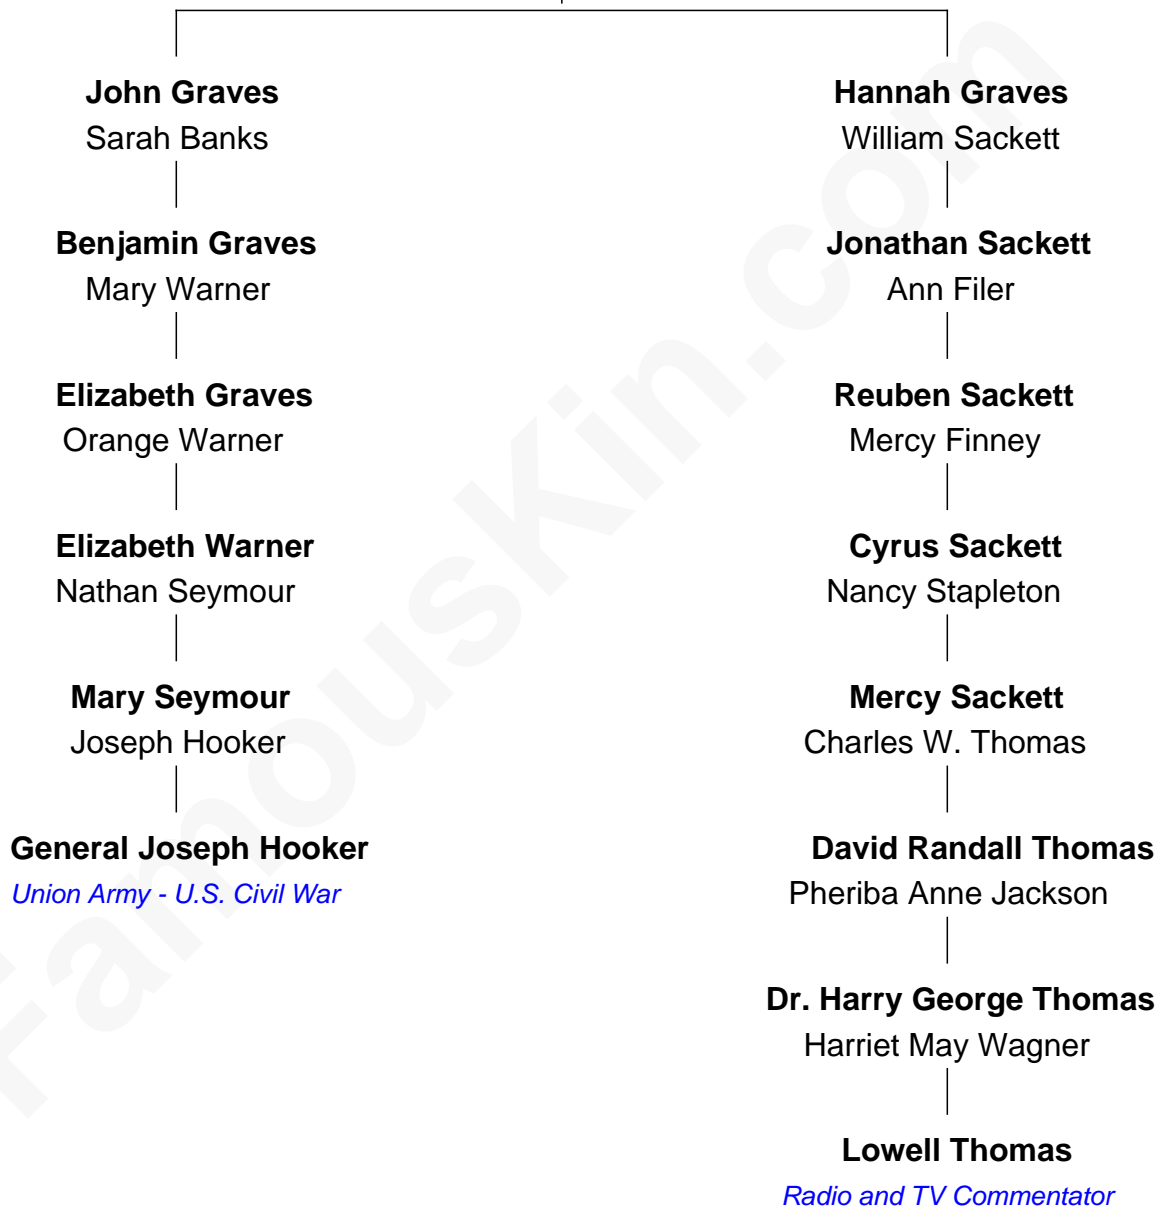 John Graves
Sarah Banks
Hannah Graves
William Sackett
Benjamin Graves
Mary Warner
Jonathan Sackett
Ann Filer
Elizabeth Graves
Orange Warner
Reuben Sackett
Mercy Finney
Elizabeth Warner
Nathan Seymour
Cyrus Sackett
Nancy Stapleton
Mary Seymour
Joseph Hooker
Mercy Sackett
Charles W. Thomas
General Joseph Hooker
Union Army - U.S. Civil War
David Randall Thomas
Pheriba Anne Jackson
Dr. Harry George Thomas
Harriet May Wagner
Lowell Thomas
Radio and TV Commentator
FamousKin.com